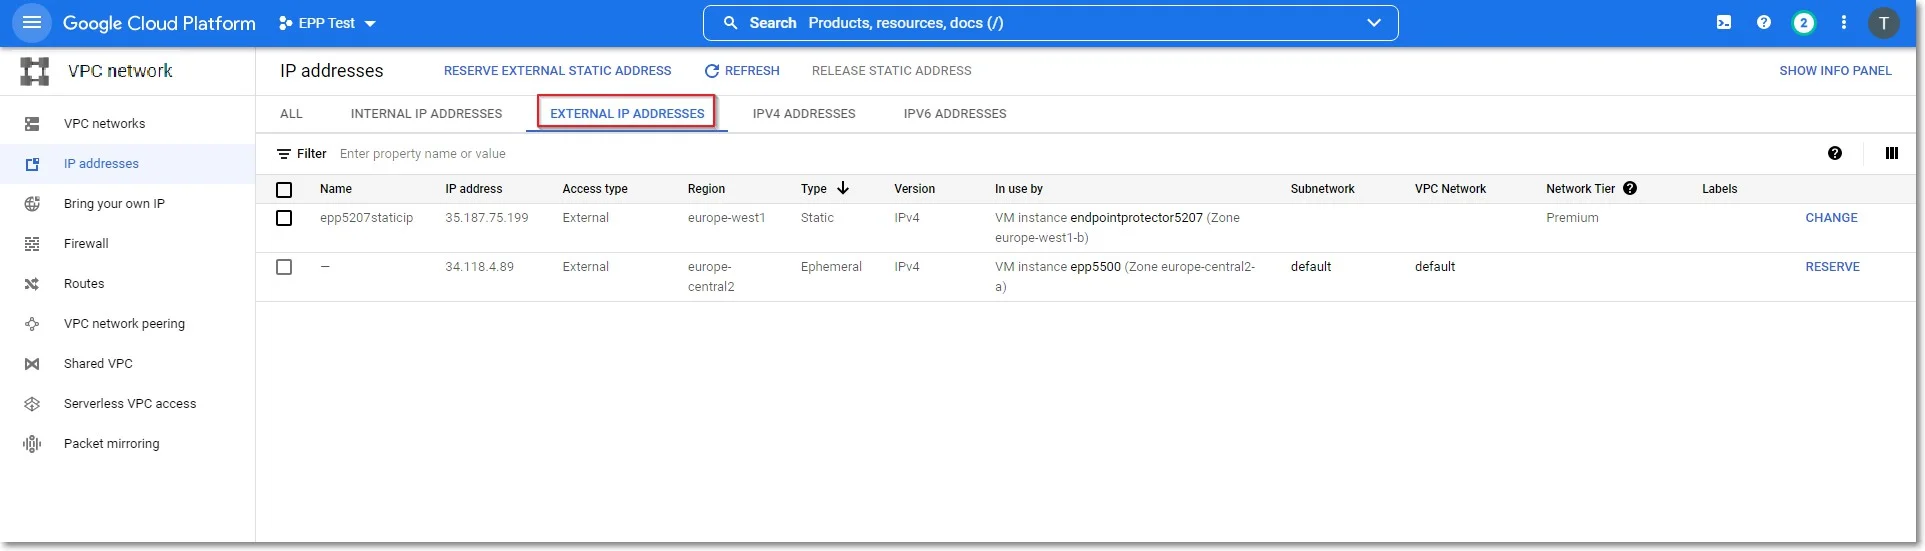 Google Cloud Platform
EPP Test
Search Products, resources, docs (/)
2
T
VPC network
IP addresses
RESERVE EXTERNAL STATIC ADDRESS
REFRESH
RELEASE STATIC ADDRESS
SHOW INFO PANEL
ALL
INTERNAL IP ADDRESSES
EXTERNAL IP ADDRESSES
IPV4 ADDRESSES
IPV6 ADDRESSES
VPC networks
IP addresses
Bring your own IP
Firewall
Routes
VPC network peering
Shared VPC
Serverless VPC access
Packet mirroring
Filter Enter property name or value
Name IP address Access type Region Type Version In use by Subnetwork VPC Network Network Tier Labels
epp5207staticip 35.187.75.199 External europe-west1 Static IPv4 VM instance endpointprotector5207 (Zone Premium CHANGE
europe-west1-b)
— 34.118.4.89 External europe- Ephemeral IPv4 VM instance epp5500 (Zone europe-central2- default default RESERVE
central2 a)